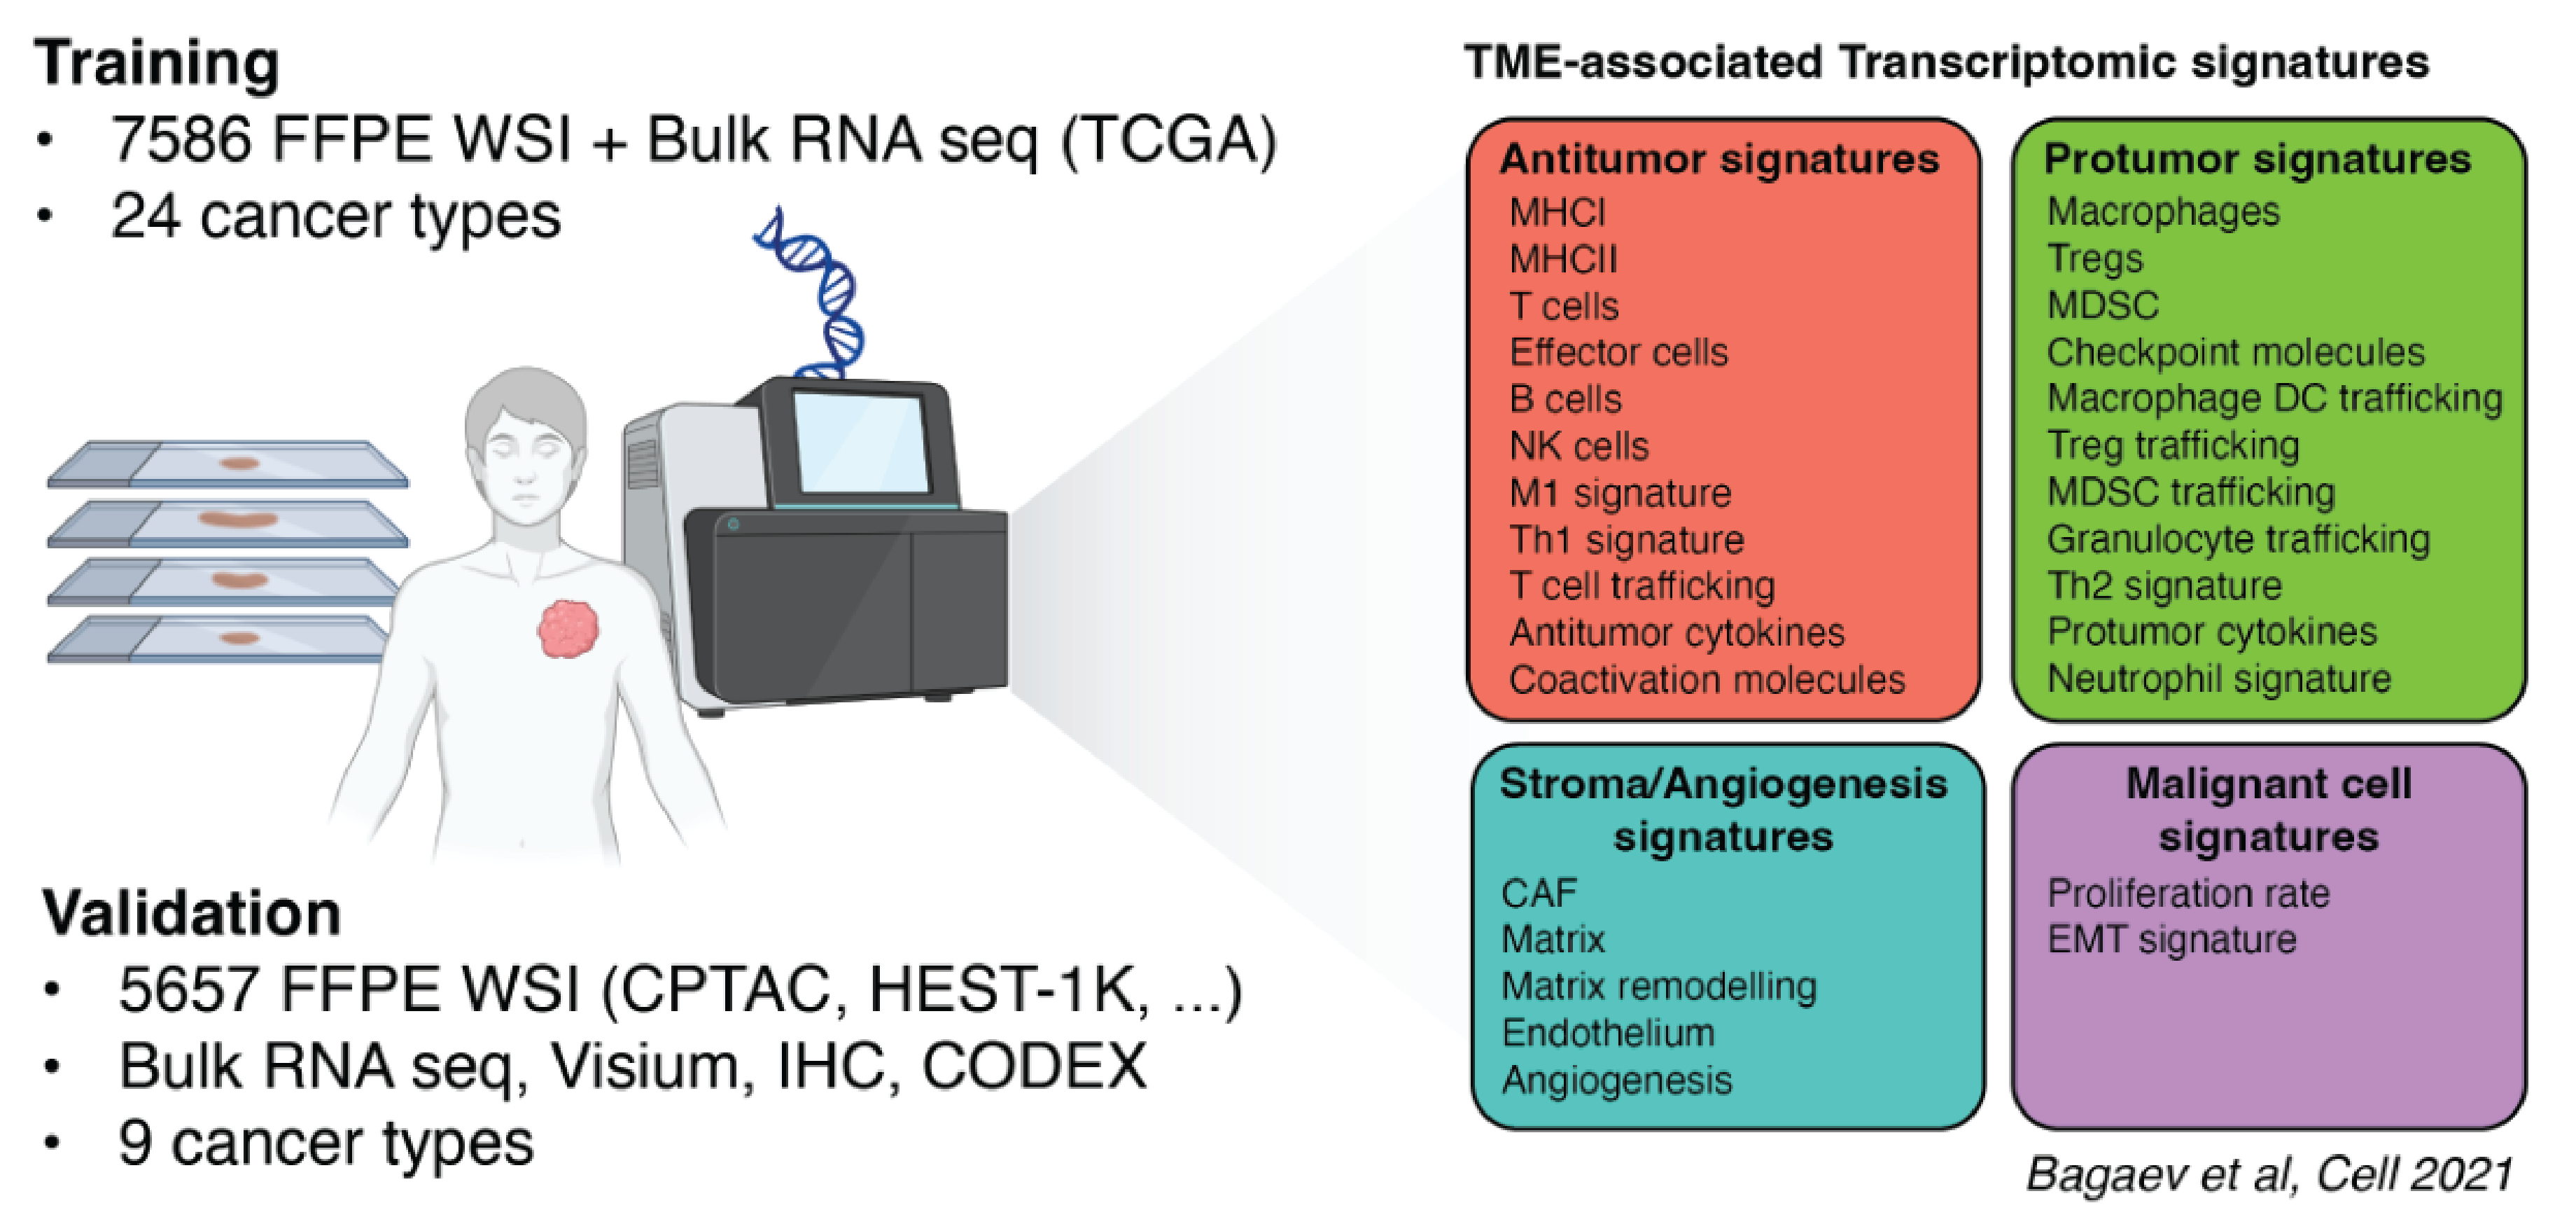 Training
• 7586 FFPE WSI + Bulk RNA seq (TCGA)
• 24 cancer types
Validation
• 5657 FFPE WSI (CPTAC, HEST-1K, ...)
• Bulk RNA seq, Visium, IHC, CODEX
• 9 cancer types
TME-associated Transcriptomic signatures
Antitumor signatures
MHCI
MHCII
T cells
Effector cells
B cells
NK cells
M1 signature
Th1 signature
T cell trafficking
Antitumor cytokines
Coactivation molecules
Protumor signatures
Macrophages
Tregs
MDSC
Checkpoint molecules
Macrophage DC trafficking
Treg trafficking
MDSC trafficking
Granulocyte trafficking
Th2 signature
Protumor cytokines
Neutrophil signature
Stroma/Angiogenesis
signatures
CAF
Matrix
Matrix remodelling
Endothelium
Angiogenesis
Malignant cell
signatures
Proliferation rate
EMT signature
Bagaev et al, Cell 2021